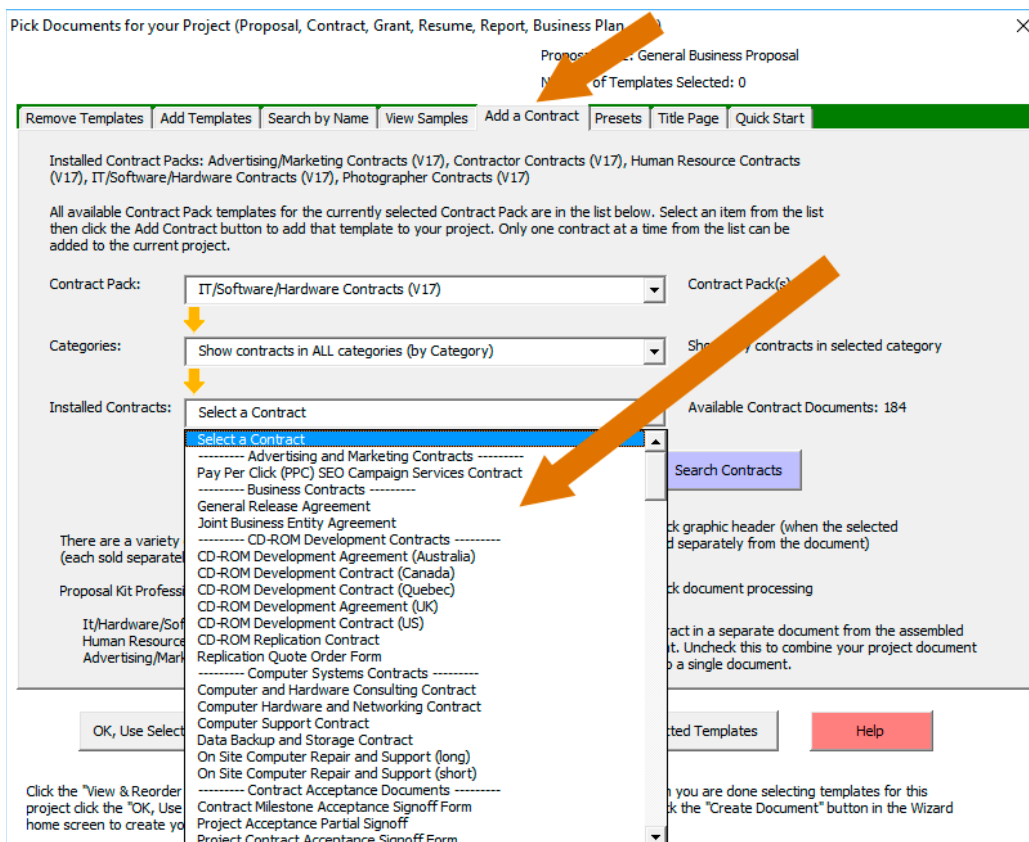 Pick Documents for your Project (Proposal, Contract, Grant, Resume, Report, Business Plan,
General Business Proposal
of Templates Selected: 0
Remove Templates Add Templates Search by Name View Samples Add a Contract Presets Title Page Quick Start
Installed Contract Packs: Advertising/Marketing Contracts (V17), Contractor Contracts (V17), Human Resource Contracts
(V17), IT/Software/Hardware Contracts (V17), Photographer Contracts (V17)
All available Contract Pack templates for the currently selected Contract Pack are in the list below. Select an item from the list
then click the Add Contract button to add that template to your project. Only one contract at a time from the list can be
added to the current project.
Contract Pack: IT/Software/Hardware Contracts (V17) Contract Pack(s)
Categories: Show contracts in ALL categories (by Category) contracts in selected category
Installed Contracts: Select a Contract Available Contract Documents: 184
Select a Contract
--------- Advertising and Marketing Contracts ---------
Pay Per Click (PPC) SEO Campaign Services Contract
Search Contracts
--------- Business Contracts ---------
General Release Agreement
Joint Business Entity Agreement
--------- CD-ROM Development Contracts ---------
CD-ROM Development Agreement (Australia)
CD-ROM Development Contract (Canada)
CD-ROM Development Contract (Quebec)
CD-ROM Development Agreement (UK)
CD-ROM Development Contract (US)
CD-ROM Replication Contract
Replication Quote Order Form
--------- Computer Systems Contracts ---------
Computer and Hardware Consulting Contract
Computer Hardware and Networking Contract
Computer Support Contract
Data Backup and Storage Contract
On Site Computer Repair and Support (long)
On Site Computer Repair and Support (short)
--------- Contract Acceptance Documents ---------
Contract Milestone Acceptance Signoff Form
Project Acceptance Partial Signoff
Project Contract Acceptance Signoff Form
There are a variety
(each sold
Proposal Kit
Human Resource
graphic header (when the selected
separately from the document)
document processing
in a separate document from the assembled
Uncheck this to combine your project document
a single document.
OK, Use
Templates
Help
Click the "View & Reorder
project click the "OK, Use
home screen to create
you are done selecting templates for this
the "Create Document" button in the Wizard